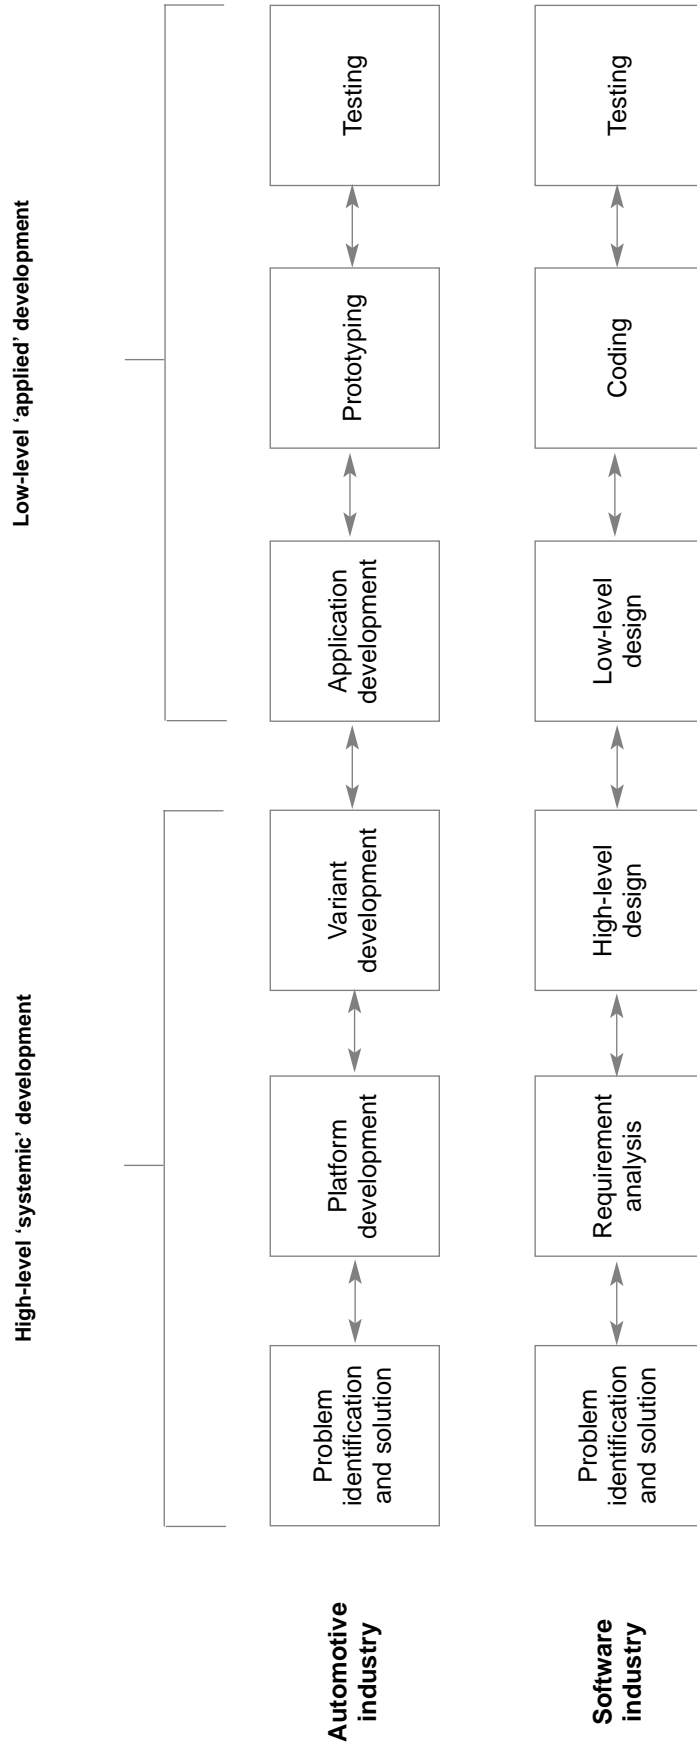 High-level ‘systemic’ development
Low-level ‘applied’ development
Automotive
industry
Problem
identification
and solution
Platform
development
Variant
development
Application
development
Prototyping
Testing
Software
industry
Problem
identification
and solution
Requirement
analysis
High-level
design
Low-level
design
Coding
Testing